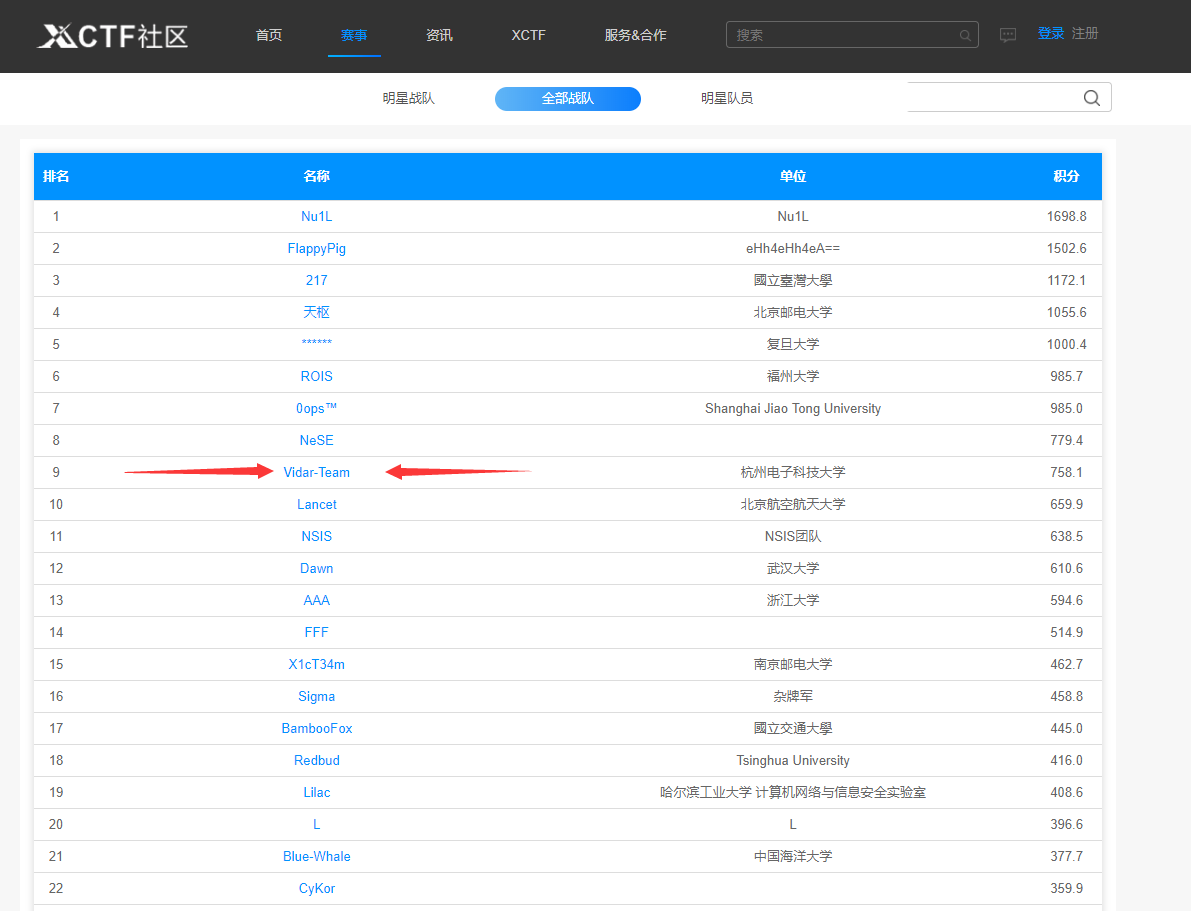 XCTF社区 首页 赛事 资讯 XCTF 服务&合作 搜索 登录 注册
明星战队 全部战队 明星队员
排名 名称 单位 积分
1 Nu1L Nu1L 1698.8
2 FlappyPig eHh4eHh4eA== 1502.6
3 217 國立臺灣大學 1172.1
4 天枢 北京邮电大学 1055.6
5 ****** 复旦大学 1000.4
6 ROIS 福州大学 985.7
7 0ops™ Shanghai Jiao Tong University 985.0
8 NeSE 779.4
9 Vidar-Team 杭州电子科技大学 758.1
10 Lancet 北京航空航天大学 659.9
11 NSIS NSIS团队 638.5
12 Dawn 武汉大学 610.6
13 AAA 浙江大学 594.6
14 FFF 514.9
15 X1cT34m 南京邮电大学 462.7
16 Sigma 杂牌军 458.8
17 BambooFox 國立交通大學 445.0
18 Redbud Tsinghua University 416.0
19 Lilac 哈尔滨工业大学 计算机网络与信息安全实验室 408.6
20 L L 396.6
21 Blue-Whale 中国海洋大学 377.7
22 CyKor 359.9